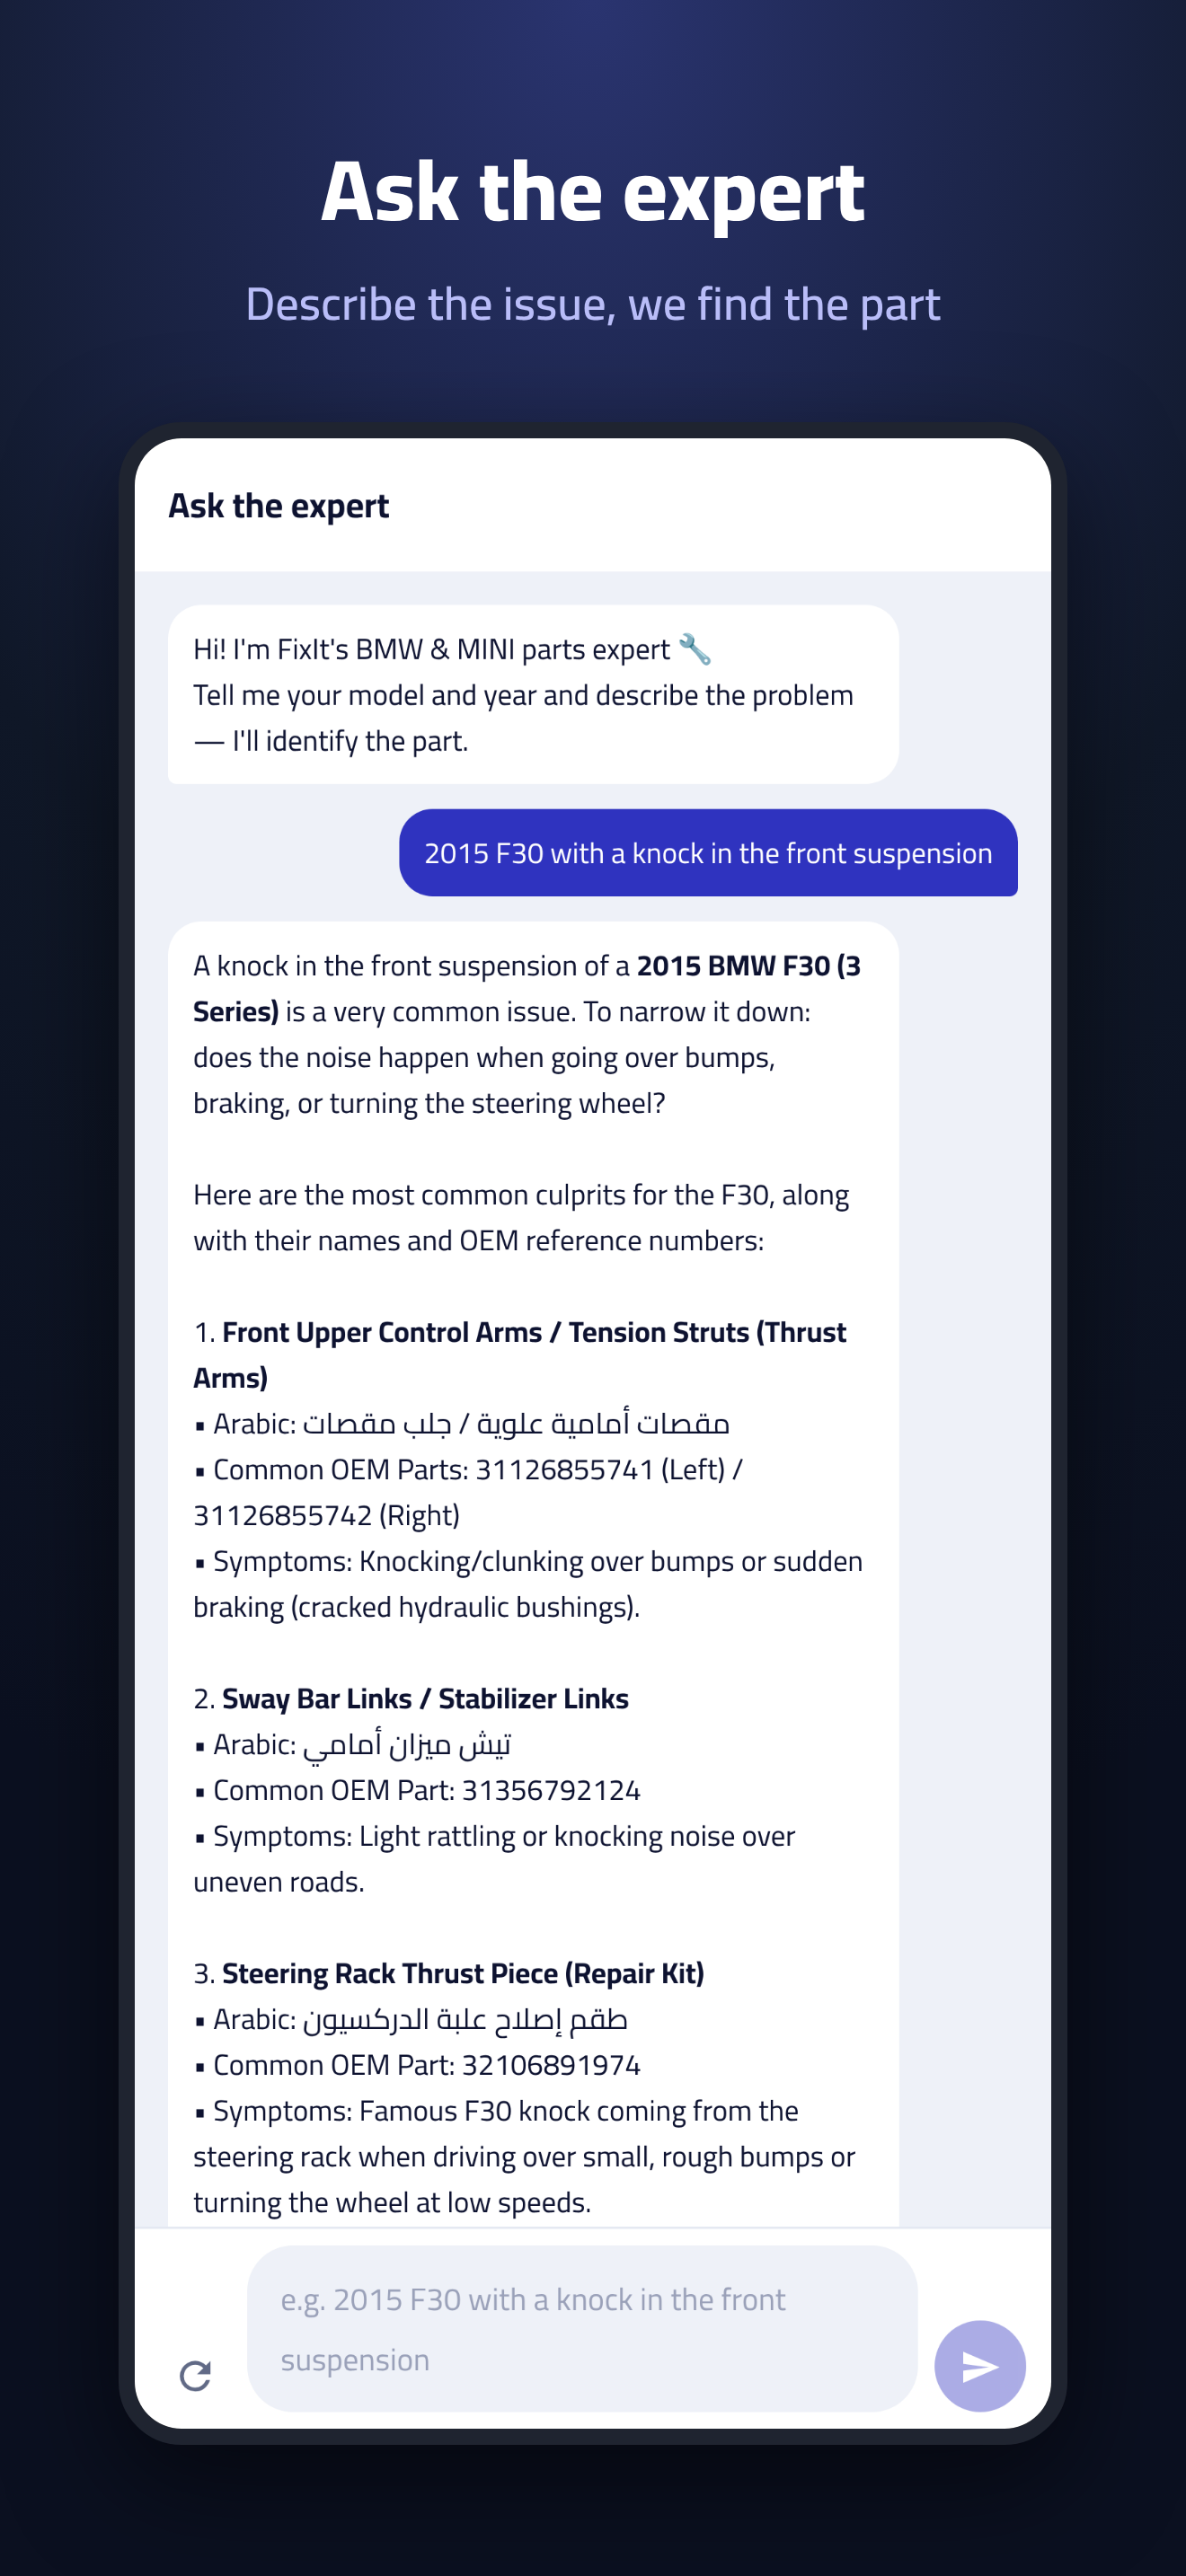 Ask the expert
Describe the issue, we find the part
Ask the expert
Hi! I'm FixIt's BMW & MINI parts expert 🔧
Tell me your model and year and describe the problem
— I'll identify the part.
2015 F30 with a knock in the front suspension
A knock in the front suspension of a 2015 BMW F30 (3
Series) is a very common issue. To narrow it down:
does the noise happen when going over bumps,
braking, or turning the steering wheel?
Here are the most common culprits for the F30, along
with their names and OEM reference numbers:
1. Front Upper Control Arms / Tension Struts (Thrust
Arms)
▪ Arabic: مقصات أمامية علوية / جلب مقصات
▪ Common OEM Parts: 31126855741 (Left) /
31126855742 (Right)
▪ Symptoms: Knocking/clunking over bumps or sudden
braking (cracked hydraulic bushings).
2. Sway Bar Links / Stabilizer Links
▪ Arabic: تيش ميزان أمامي
▪ Common OEM Part: 31356792124
▪ Symptoms: Light rattling or knocking noise over
uneven roads.
3. Steering Rack Thrust Piece (Repair Kit)
▪ Arabic: طقم إصلاح علبة الدركسيون
▪ Common OEM Part: 32106891974
▪ Symptoms: Famous F30 knock coming from the
steering rack when driving over small, rough bumps or
turning the wheel at low speeds.
e.g. 2015 F30 with a knock in the front
suspension